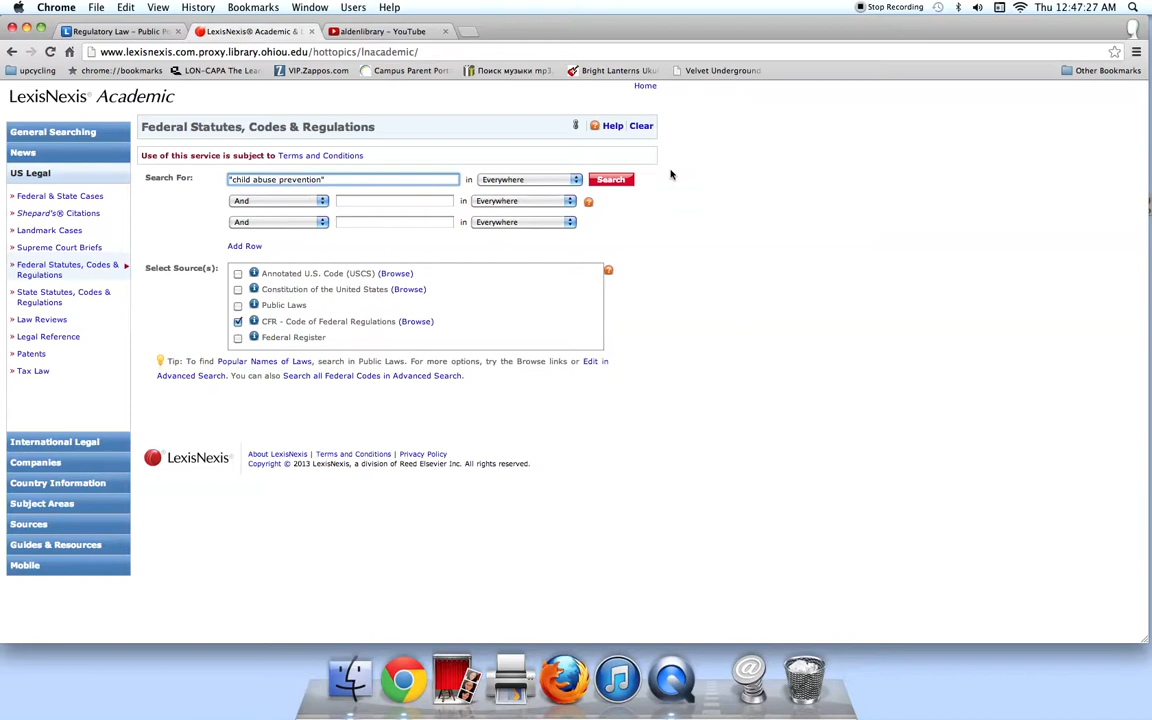 Chrome File Edit View History Bookmarks Window Users Help Stop Recording Thu 12:47:27 AM
Regulatory Law – Public P LexisNexis® Academic & L aldenlibrary – YouTube
www.lexisnexis.com.proxy.library.ohiou.edu/hottopics/lnacademic/
upcycling chrome://bookmarks LON-CAPA The Lear VIP.Zappos.com Campus Parent Port Поиск музыки mp3. Bright Lanterns Uku Velvet Underground Other Bookmarks
LexisNexis® Academic
Home
Federal Statutes, Codes & Regulations Help | Clear
Use of this service is subject to Terms and Conditions
Search For: "child abuse prevention" in Everywhere Search
And in Everywhere
And in Everywhere
Add Row
Select Source(s):
Annotated U.S. Code (USCS) (Browse)
Constitution of the United States (Browse)
Public Laws
CFR - Code of Federal Regulations (Browse)
Federal Register
Tip: To find Popular Names of Laws, search in Public Laws. For more options, try the Browse links or Edit in
Advanced Search. You can also Search all Federal Codes in Advanced Search.
General Searching
News
US Legal
» Federal & State Cases
» Shepard's® Citations
» Landmark Cases
» Supreme Court Briefs
» Federal Statutes, Codes &
Regulations
» State Statutes, Codes &
Regulations
» Law Reviews
» Legal Reference
» Patents
» Tax Law
International Legal
Companies
Country Information
Subject Areas
Sources
Guides & Resources
Mobile
LexisNexis®
About LexisNexis | Terms and Conditions | Privacy Policy
Copyright © 2013 LexisNexis, a division of Reed Elsevier Inc. All rights reserved.